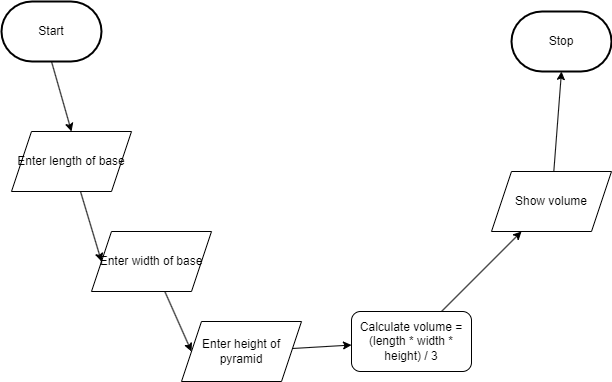 Start
Enter length of base
Enter width of base
Enter height of
pyramid
Calculate volume =
(length * width *
height) / 3
Show volume
Stop